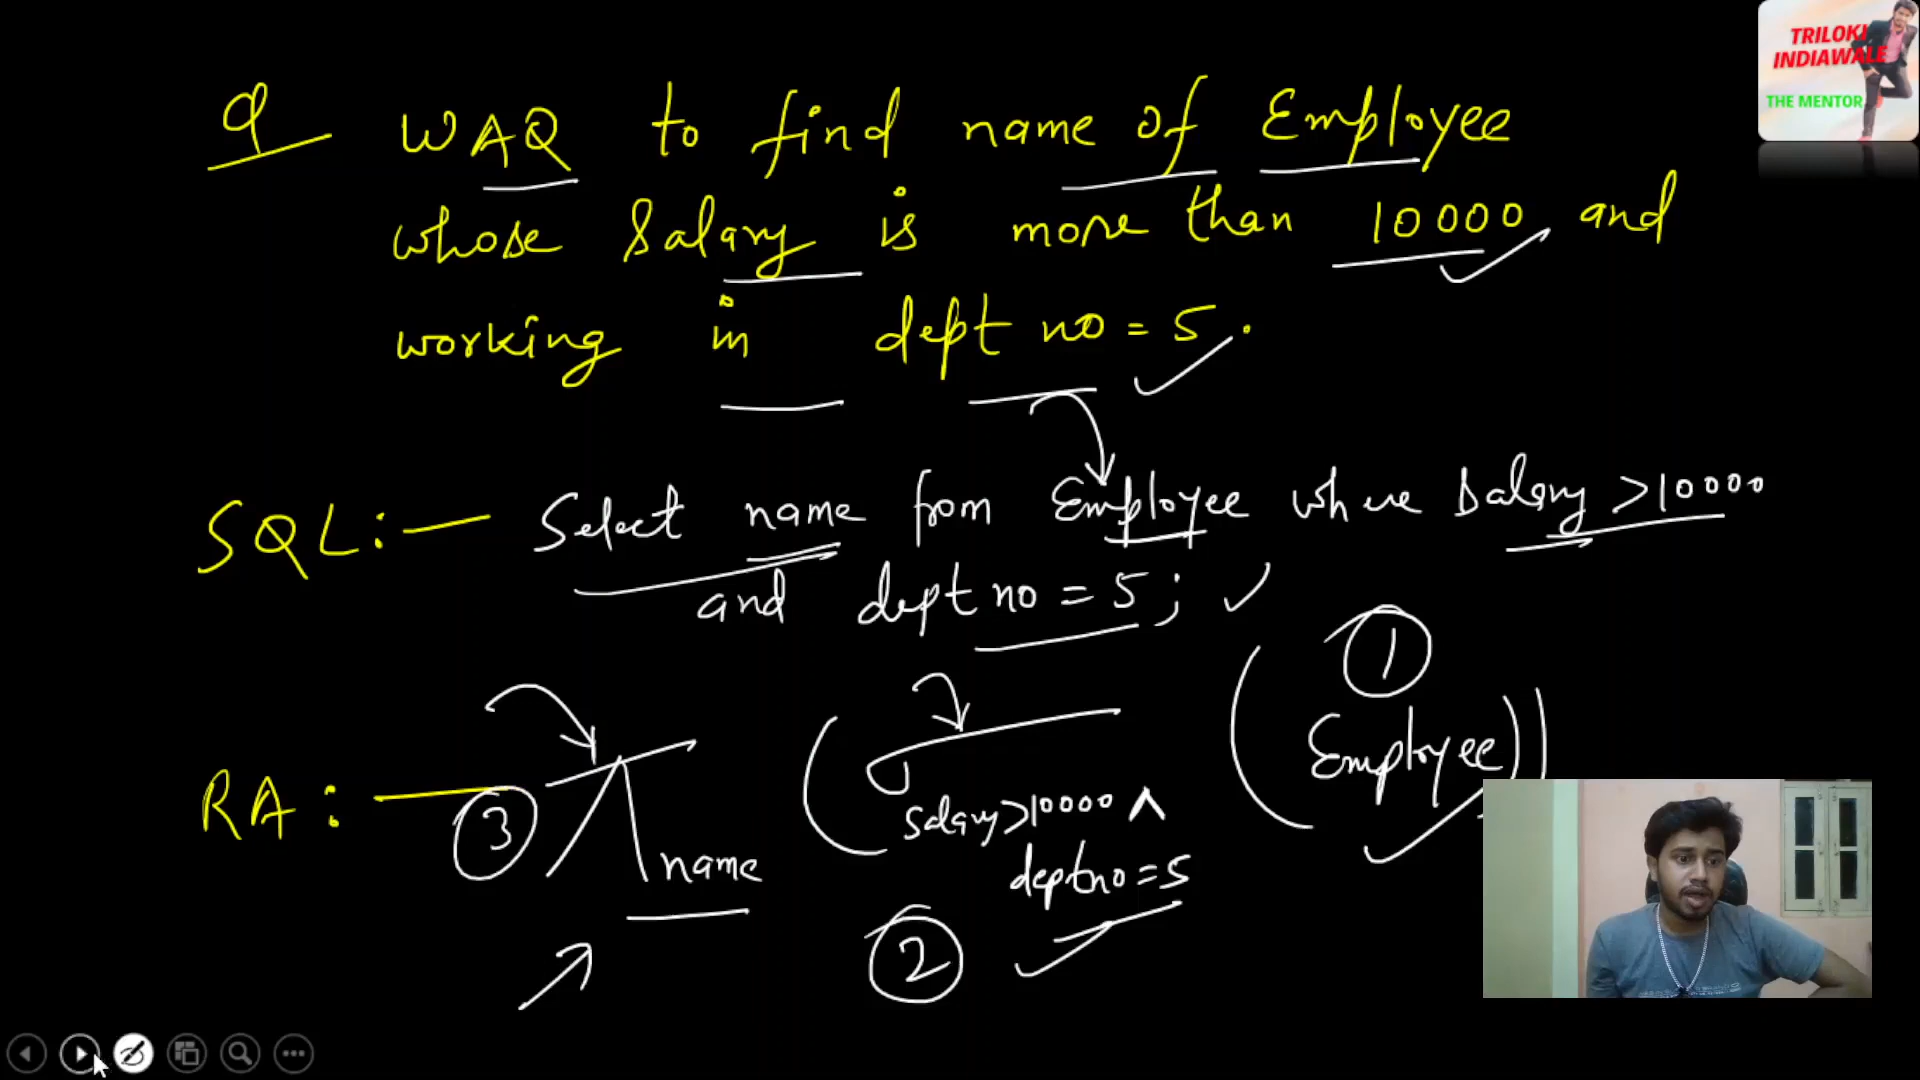 TRILOKI
INDIAWALE
THE MENTOR
Q WAQ to find name of Employee
whose salary is more than 10000 and
working in dept no = 5.
SQL:— Select name from Employee where salary >10000
and dept no = 5;
RA: — π name ( σ salary>10000 ∧ deptno=5 ( Employee ))
③ ② ①